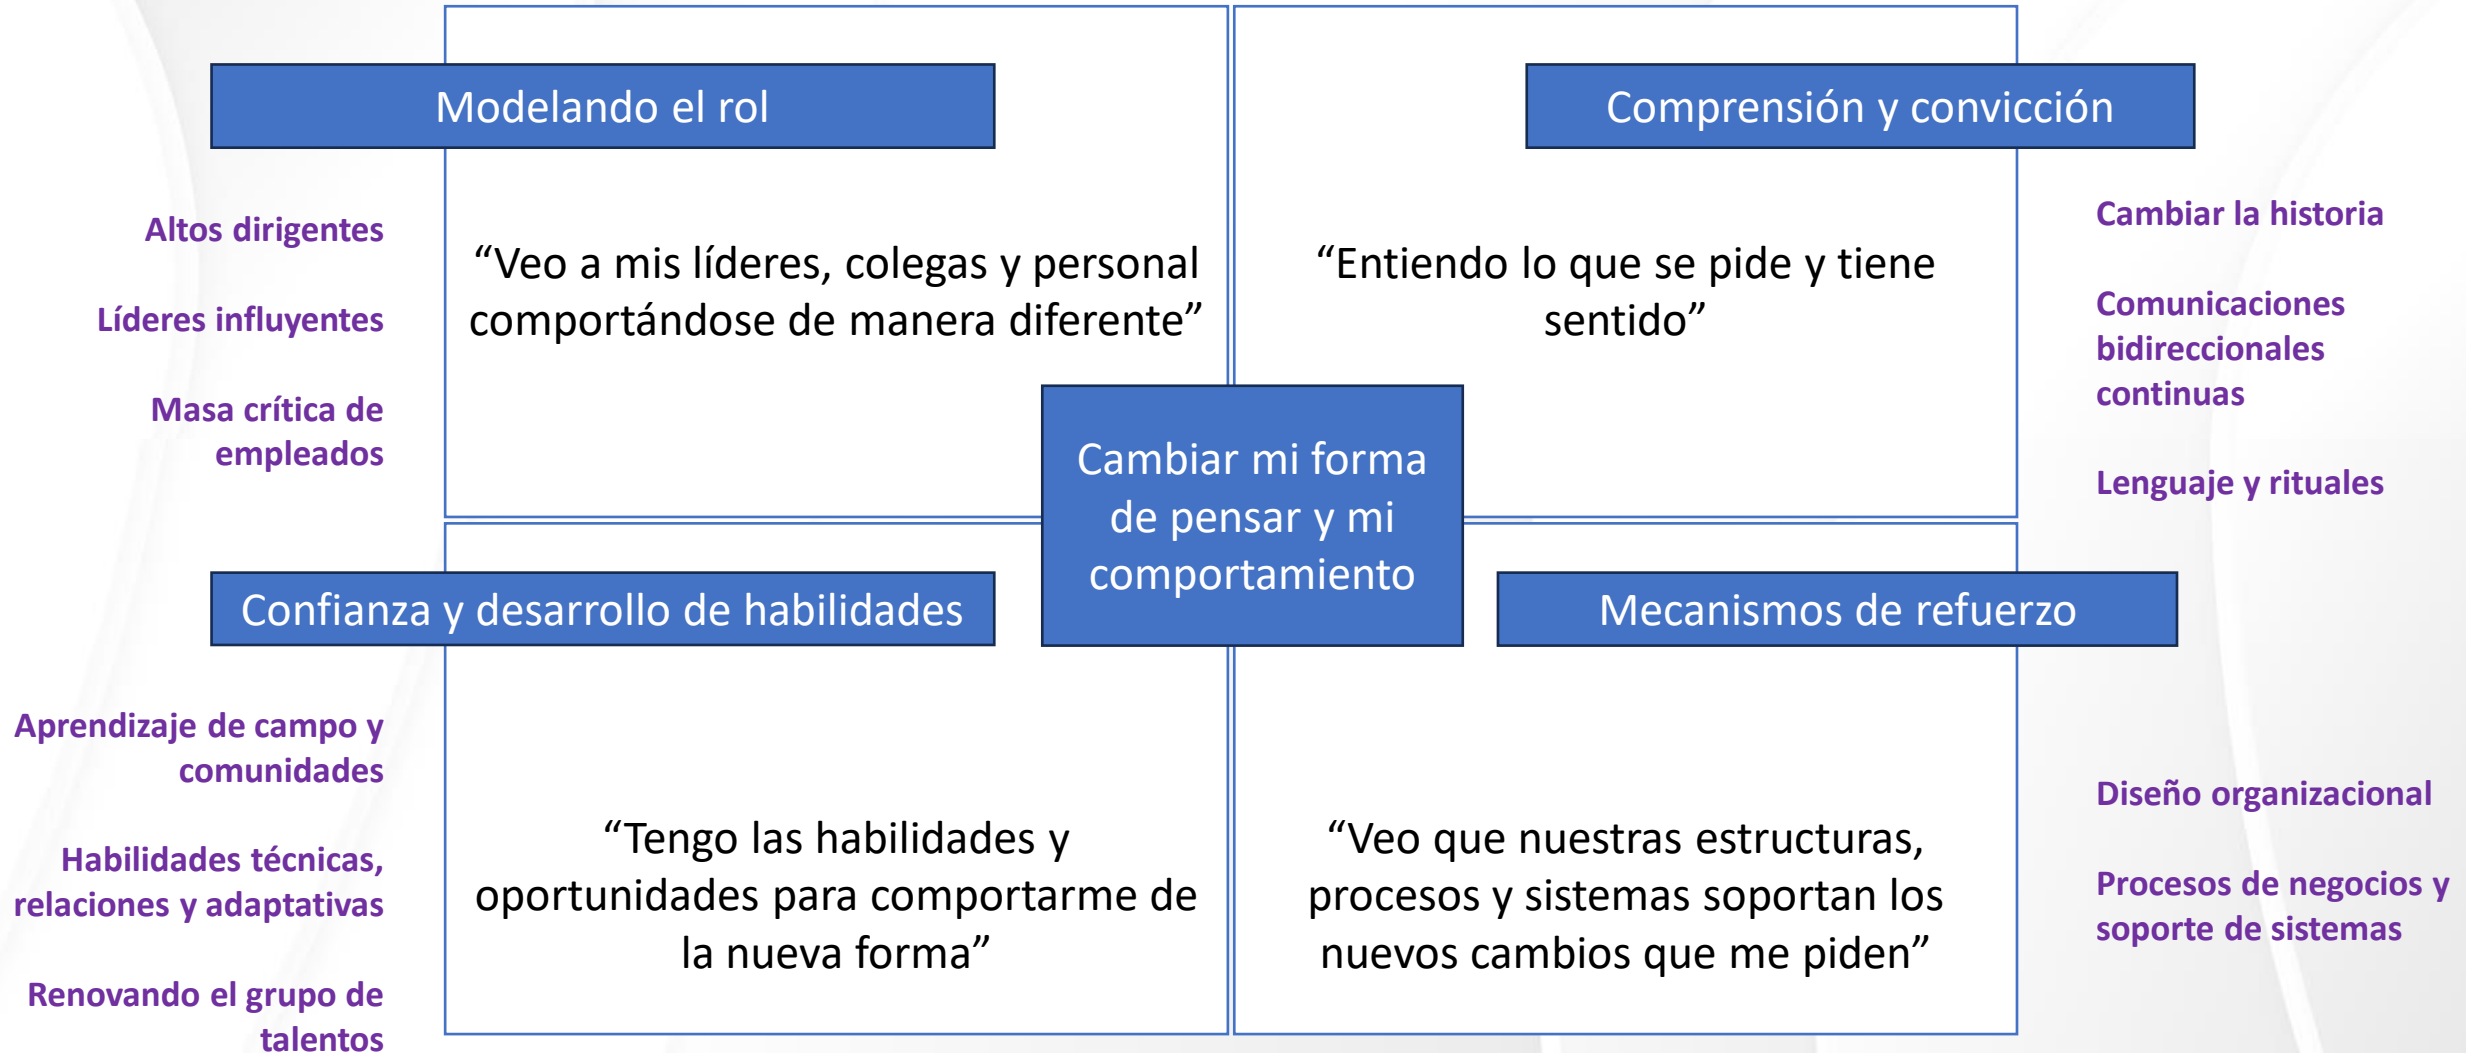 Modelando el rol
Altos dirigentes
Líderes influyentes
Masa crítica de
empleados
“Veo a mis líderes, colegas y personal
comportándose de manera diferente”
Comprensión y convicción
“Entiendo lo que se pide y tiene
sentido”
Cambiar la historia
Comunicaciones
bidireccionales
continuas
Lenguaje y rituales
Cambiar mi forma
de pensar y mi
comportamiento
Confianza y desarrollo de habilidades
Aprendizaje de campo y
comunidades
Habilidades técnicas,
relaciones y adaptativas
Renovando el grupo de
talentos
“Tengo las habilidades y
oportunidades para comportarme de
la nueva forma”
Mecanismos de refuerzo
“Veo que nuestras estructuras,
procesos y sistemas soportan los
nuevos cambios que me piden”
Diseño organizacional
Procesos de negocios y
soporte de sistemas